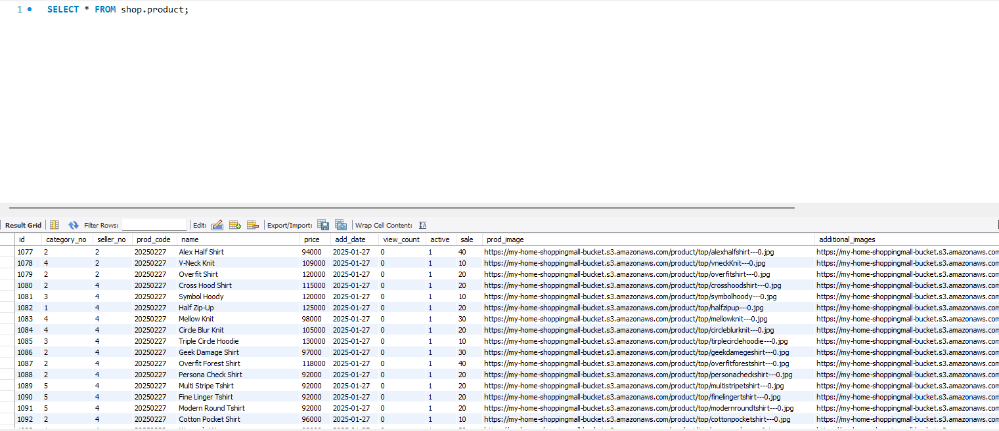 1 SELECT * FROM shop.product;
Result Grid Filter Rows: Edit: Export/Import: Wrap Cell Content:
id category_no seller_no prod_code name price add_date view_count active sale prod_image additional_images
1077 2 2 20250227 Alex Half Shirt 94000 2025-01-27 0 1 40 https://my-home-shoppingmall-bucket.s3.amazonaws.com/product/top/alexhalfshirt---0.jpg https://my-home-shoppingmall-bucket.s3.amazonaws.com
1078 4 2 20250227 V-Neck Knit 109000 2025-01-27 0 1 10 https://my-home-shoppingmall-bucket.s3.amazonaws.com/product/top/vneckKnit---0.jpg https://my-home-shoppingmall-bucket.s3.amazonaws.com
1079 2 2 20250227 Overfit Shirt 120000 2025-01-27 0 1 20 https://my-home-shoppingmall-bucket.s3.amazonaws.com/product/top/overfitshirt---0.jpg https://my-home-shoppingmall-bucket.s3.amazonaws.com
1080 2 4 20250227 Cross Hood Shirt 115000 2025-01-27 0 1 20 https://my-home-shoppingmall-bucket.s3.amazonaws.com/product/top/crosshoodshirt---0.jpg https://my-home-shoppingmall-bucket.s3.amazonaws.com
1081 3 4 20250227 Symbol Hoody 120000 2025-01-27 0 1 10 https://my-home-shoppingmall-bucket.s3.amazonaws.com/product/top/symbolhoody---0.jpg https://my-home-shoppingmall-bucket.s3.amazonaws.com
1082 1 4 20250227 Half Zip-Up 125000 2025-01-27 0 1 20 https://my-home-shoppingmall-bucket.s3.amazonaws.com/product/top/halfzipup---0.jpg https://my-home-shoppingmall-bucket.s3.amazonaws.com
1083 4 4 20250227 Mellow Knit 98000 2025-01-27 0 1 30 https://my-home-shoppingmall-bucket.s3.amazonaws.com/product/top/mellowknit---0.jpg https://my-home-shoppingmall-bucket.s3.amazonaws.com
1084 4 4 20250227 Circle Blur Knit 105000 2025-01-27 0 1 20 https://my-home-shoppingmall-bucket.s3.amazonaws.com/product/top/circleblurknit---0.jpg https://my-home-shoppingmall-bucket.s3.amazonaws.com
1085 3 4 20250227 Triple Circle Hoodie 130000 2025-01-27 0 1 10 https://my-home-shoppingmall-bucket.s3.amazonaws.com/product/top/tirplecirclehoodie---0.jpg https://my-home-shoppingmall-bucket.s3.amazonaws.com
1086 2 4 20250227 Geek Damage Shirt 97000 2025-01-27 0 1 30 https://my-home-shoppingmall-bucket.s3.amazonaws.com/product/top/geekdamegeshirt---0.jpg https://my-home-shoppingmall-bucket.s3.amazonaws.com
1087 2 4 20250227 Overfit Forest Shirt 118000 2025-01-27 0 1 40 https://my-home-shoppingmall-bucket.s3.amazonaws.com/product/top/overfitforestshirt---0.jpg https://my-home-shoppingmall-bucket.s3.amazonaws.com
1088 2 4 20250227 Persona Check Shirt 92000 2025-01-27 0 1 20 https://my-home-shoppingmall-bucket.s3.amazonaws.com/product/top/personacheckshirt---0.jpg https://my-home-shoppingmall-bucket.s3.amazonaws.com
1089 5 4 20250227 Multi Stripe Tshirt 92000 2025-01-27 0 1 20 https://my-home-shoppingmall-bucket.s3.amazonaws.com/product/top/multistripetshirt---0.jpg https://my-home-shoppingmall-bucket.s3.amazonaws.com
1090 5 4 20250227 Fine Linger Tshirt 92000 2025-01-27 0 1 20 https://my-home-shoppingmall-bucket.s3.amazonaws.com/product/top/finelingertshirt---0.jpg https://my-home-shoppingmall-bucket.s3.amazonaws.com
1091 5 4 20250227 Modern Round Tshirt 92000 2025-01-27 0 1 20 https://my-home-shoppingmall-bucket.s3.amazonaws.com/product/top/modernroundtshirt---0.jpg https://my-home-shoppingmall-bucket.s3.amazonaws.com
1092 2 4 20250227 Cotton Pocket Shirt 96000 2025-01-27 0 1 10 https://my-home-shoppingmall-bucket.s3.amazonaws.com/product/top/cottonpocketshirt---0.jpg https://my-home-shoppingmall-bucket.s3.amazonaws.com